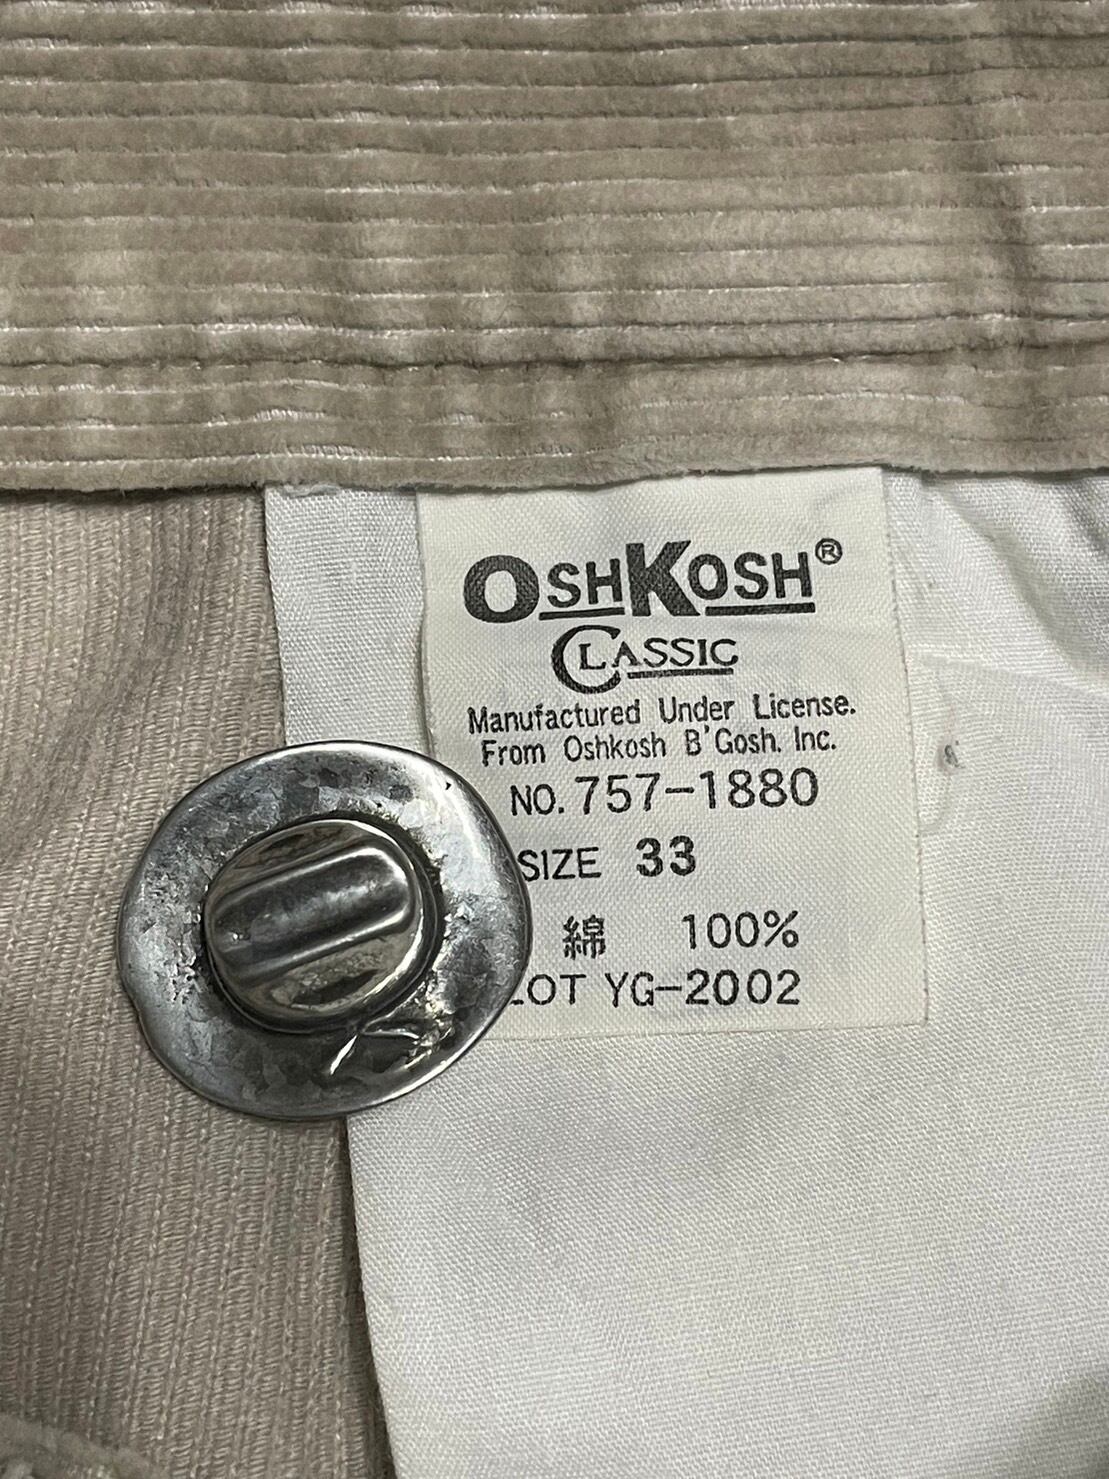 OSHKOSH®
CLASSIC
Manufactured Under License.
From Oshkosh B'Gosh. Inc.
NO. 757-1880
SIZE 33
綿 100%
LOT YG-2002